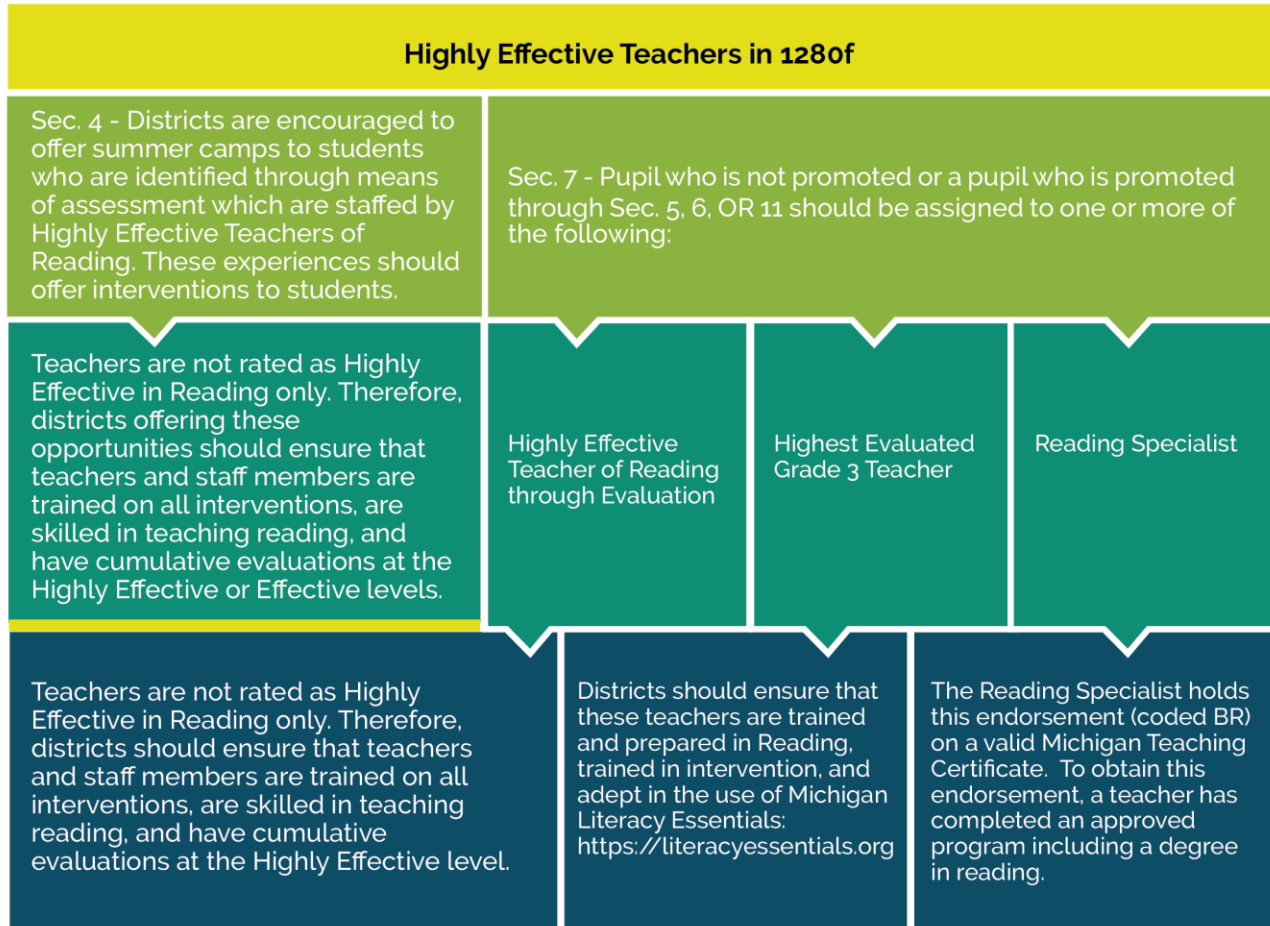 Highly Effective Teachers in 1280f
Sec. 4 - Districts are encouraged to
offer summer camps to students
who are identified through means
of assessment which are staffed by
Highly Effective Teachers of
Reading. These experiences should
offer interventions to students.
Sec. 7 - Pupil who is not promoted or a pupil who is promoted
through Sec. 5, 6, OR 11 should be assigned to one or more of
the following:
Teachers are not rated as Highly
Effective in Reading only. Therefore,
districts offering these
opportunities should ensure that
teachers and staff members are
trained on all interventions, are
skilled in teaching reading, and
have cumulative evaluations at the
Highly Effective or Effective levels.
Highly Effective
Teacher of Reading
through Evaluation
Highest Evaluated
Grade 3 Teacher
Reading Specialist
Teachers are not rated as Highly
Effective in Reading only. Therefore,
districts should ensure that teachers
and staff members are trained on all
interventions, are skilled in teaching
reading, and have cumulative
evaluations at the Highly Effective level.
Districts should ensure that
these teachers are trained
and prepared in Reading,
trained in intervention, and
adept in the use of Michigan
Literacy Essentials:
https://literacyessentials.org
The Reading Specialist holds
this endorsement (coded BR)
on a valid Michigan Teaching
Certificate. To obtain this
endorsement, a teacher has
completed an approved
program including a degree
in reading.